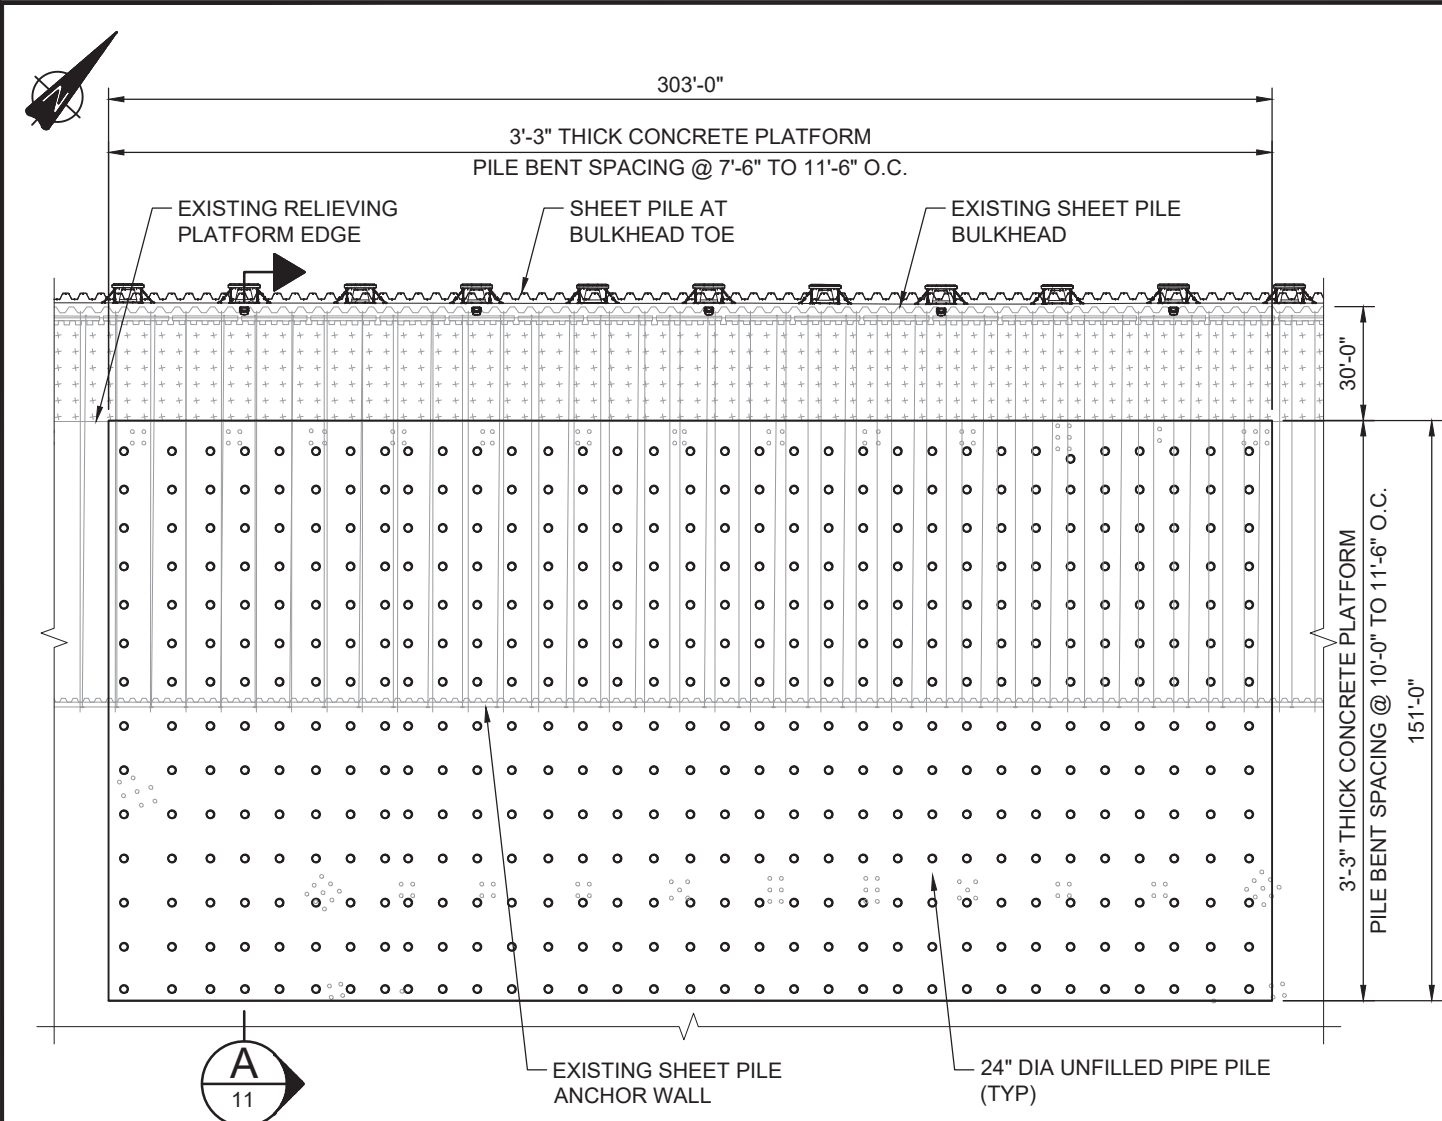 N
303'-0"
3'-3" THICK CONCRETE PLATFORM
PILE BENT SPACING @ 7'-6" TO 11'-6" O.C.
EXISTING RELIEVING
PLATFORM EDGE
SHEET PILE AT
BULKHEAD TOE
EXISTING SHEET PILE
BULKHEAD
30'-0"
3'-3" THICK CONCRETE PLATFORM
PILE BENT SPACING @ 10'-0" TO 11'-6" O.C.
151'-0"
A
11
EXISTING SHEET PILE
ANCHOR WALL
24" DIA UNFILLED PIPE PILE
(TYP)